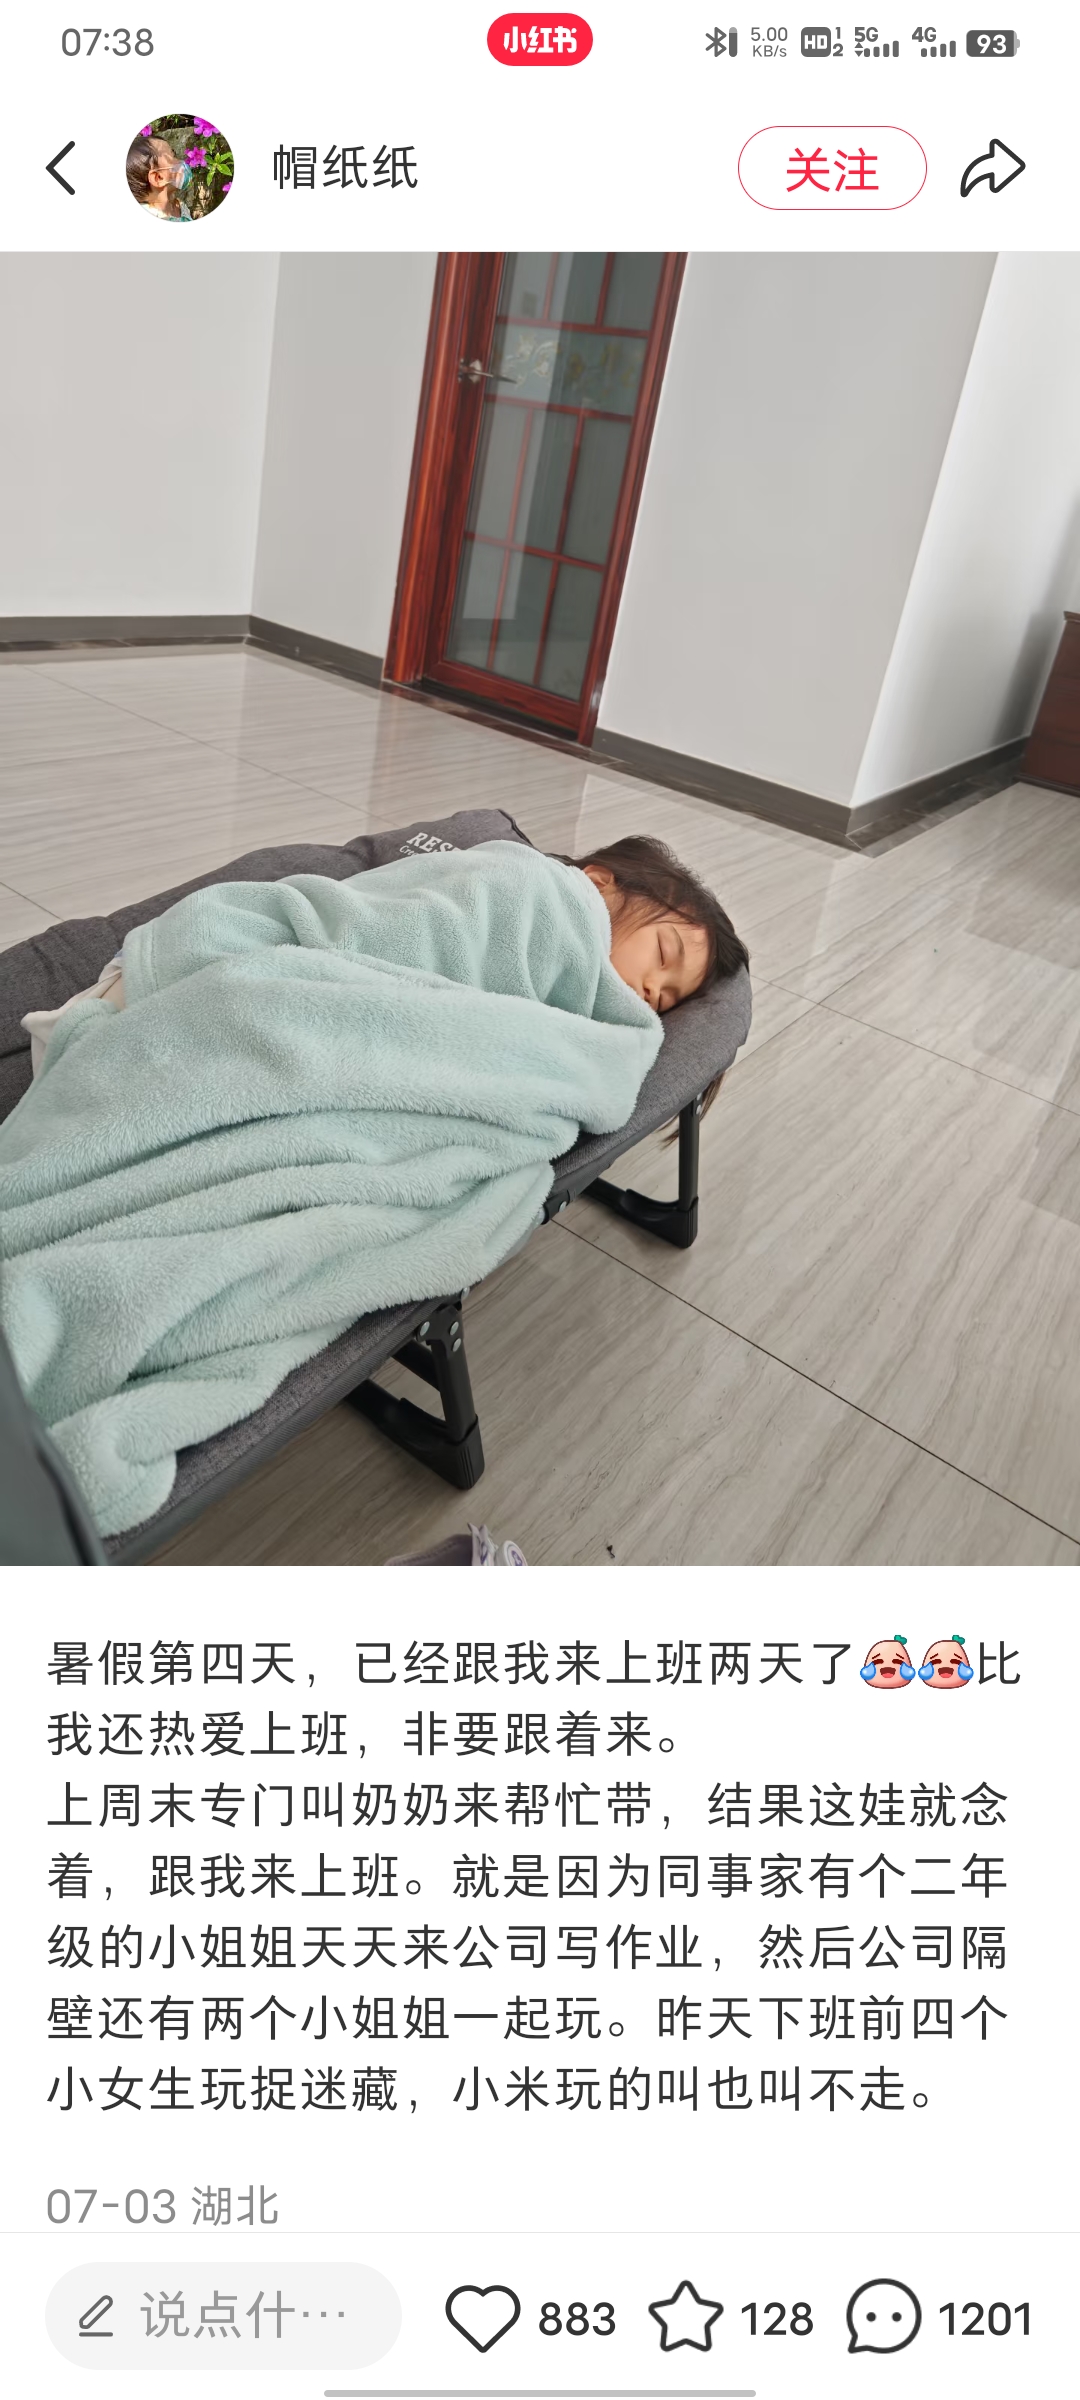 07:38
小红书
5.00 KB/s
HD 1 2
5G
4G
93
帽纸纸
关注
RES
暑假第四天，已经跟我来上班两天了比
我还热爱上班，非要跟着来。
上周末专门叫奶奶来帮忙带，结果这娃就念
着，跟我来上班。就是因为同事家有个二年
级的小姐姐天天来公司写作业，然后公司隔
壁还有两个小姐姐一起玩。昨天下班前四个
小女生玩捉迷藏，小米玩的叫也叫不走。
07-03 湖北
说点什…
883
128
1201